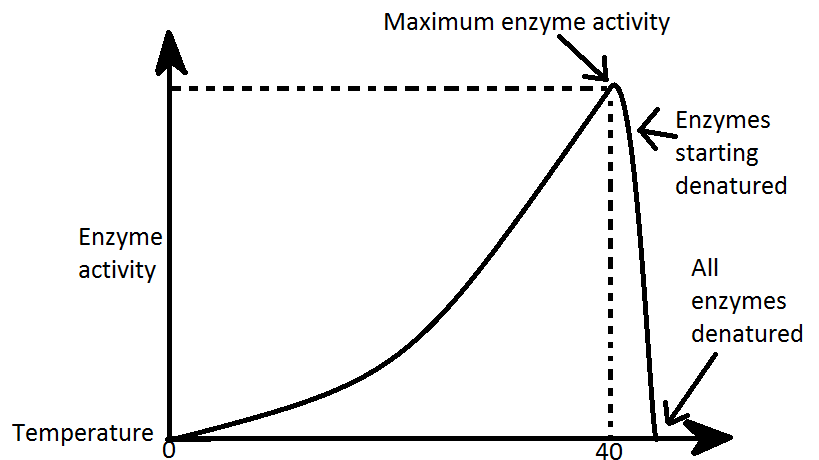 Maximum enzyme activity
Enzymes
starting
denatured
Enzyme
activity
All
enzymes
denatured
Temperature
0
40